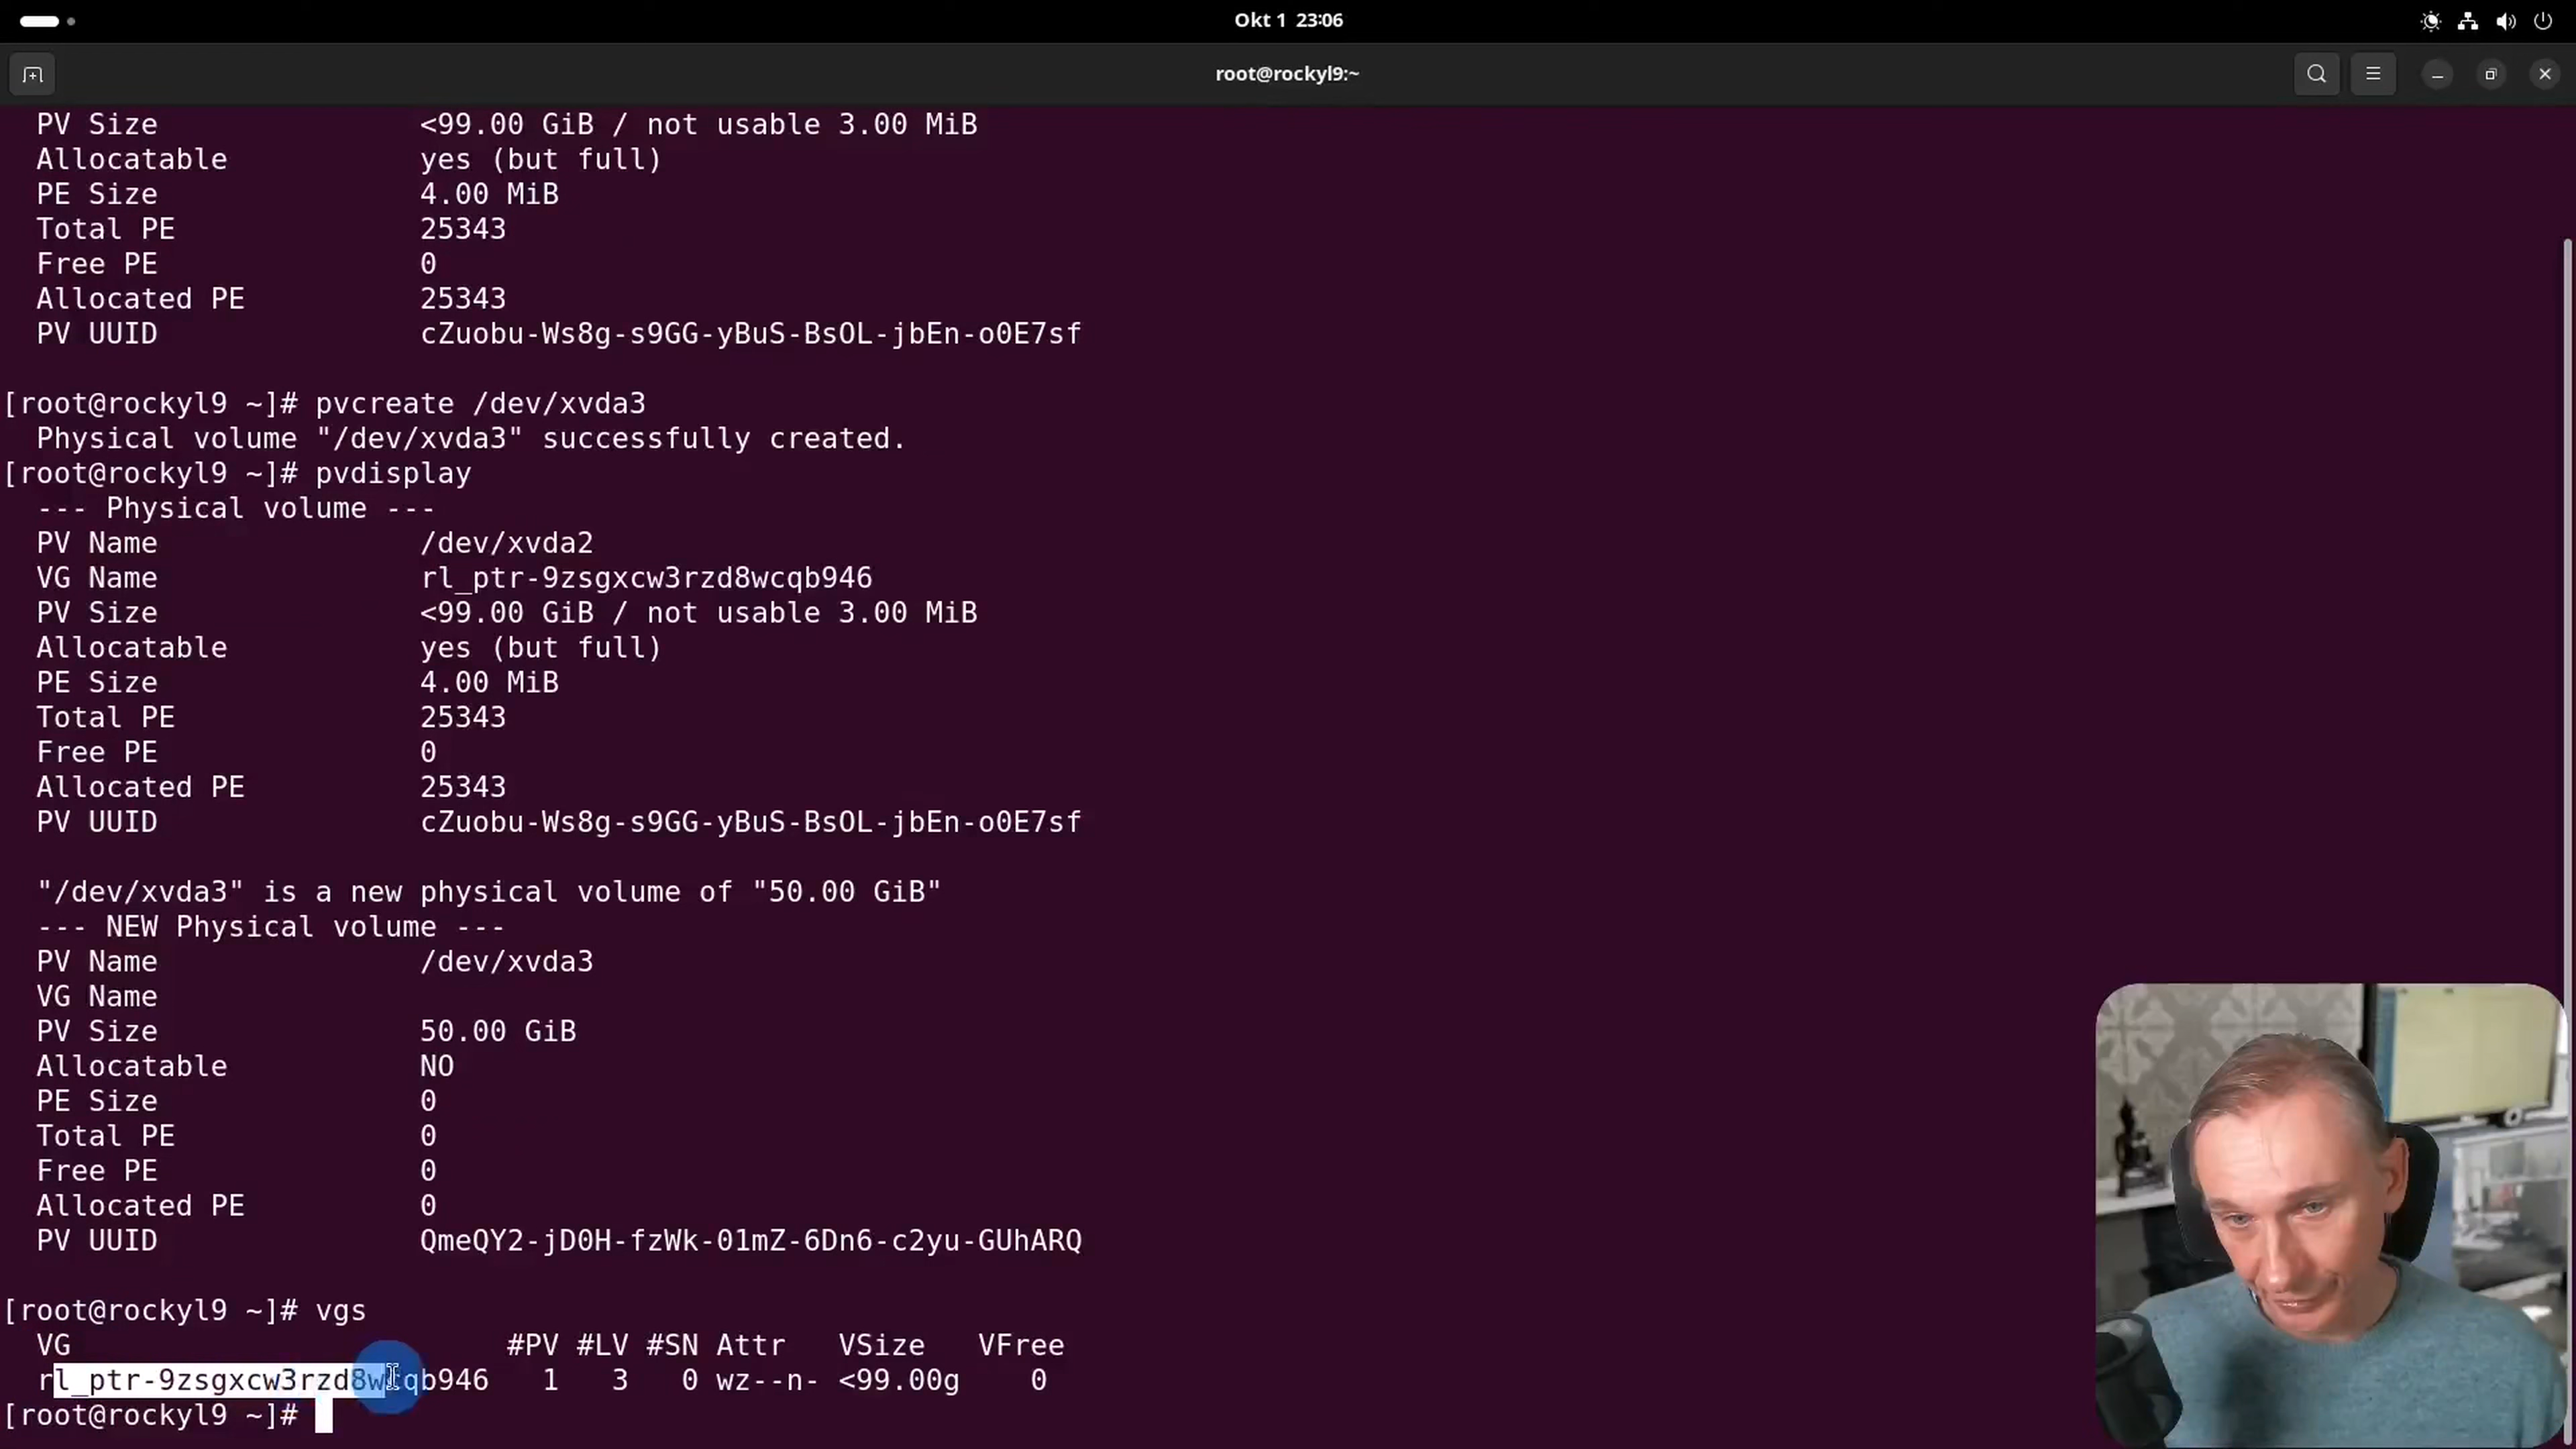 Okt 1 23:06
root@rockyl9:~
PV Size <99.00 GiB / not usable 3.00 MiB
Allocatable yes (but full)
PE Size 4.00 MiB
Total PE 25343
Free PE 0
Allocated PE 25343
PV UUID cZuobu-Ws8g-s9GG-yBuS-BsOL-jbEn-o0E7sf
[root@rockyl9 ~]# pvcreate /dev/xvda3
Physical volume "/dev/xvda3" successfully created.
[root@rockyl9 ~]# pvdisplay
--- Physical volume ---
PV Name /dev/xvda2
VG Name rl_ptr-9zsgxcw3rzd8wcqb946
PV Size <99.00 GiB / not usable 3.00 MiB
Allocatable yes (but full)
PE Size 4.00 MiB
Total PE 25343
Free PE 0
Allocated PE 25343
PV UUID cZuobu-Ws8g-s9GG-yBuS-BsOL-jbEn-o0E7sf
"/dev/xvda3" is a new physical volume of "50.00 GiB"
--- NEW Physical volume ---
PV Name /dev/xvda3
VG Name
PV Size 50.00 GiB
Allocatable NO
PE Size 0
Total PE 0
Free PE 0
Allocated PE 0
PV UUID QmeQY2-jD0H-fzWk-01mZ-6Dn6-c2yu-GUhARQ
[root@rockyl9 ~]# vgs
VG #PV #LV #SN Attr VSize VFree
rl_ptr-9zsgxcw3rzd8wcqb946 1 3 0 wz--n- <99.00g 0
[root@rockyl9 ~]#